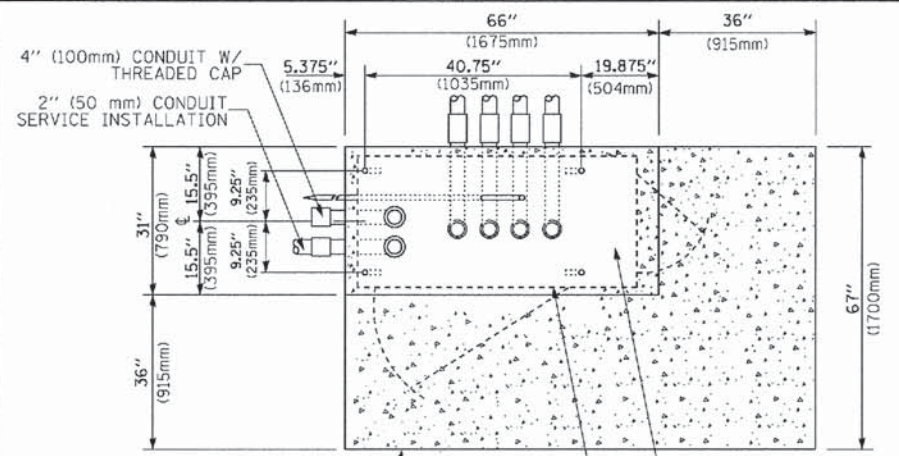 66"
(1675mm)
36"
(915mm)
4" (100mm) CONDUIT W/
THREADED CAP
5.375"
(136mm)
40.75"
(1035mm)
19.875"
(504mm)
2" (50 mm) CONDUIT
SERVICE INSTALLATION
31"
(790mm)
15.5"
(395mm)
9.25"
(235mm)
℄
15.5"
(395mm)
9.25"
(235mm)
36"
(915mm)
67"
(1700mm)